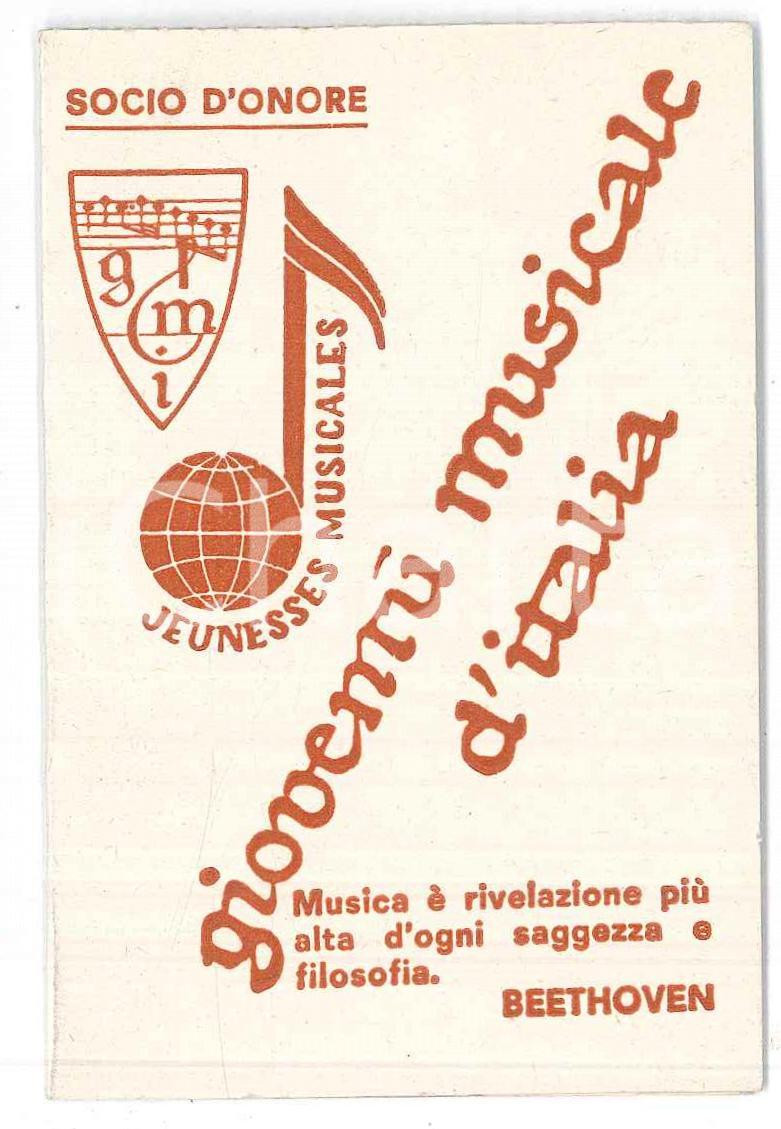 SOCIO D'ONORE
g m i
JEUNESSES MUSICALES
gioventù musicale
d'italia
Musica è rivelazione più
alta d'ogni saggezza e
filosofia.
BEETHOVEN